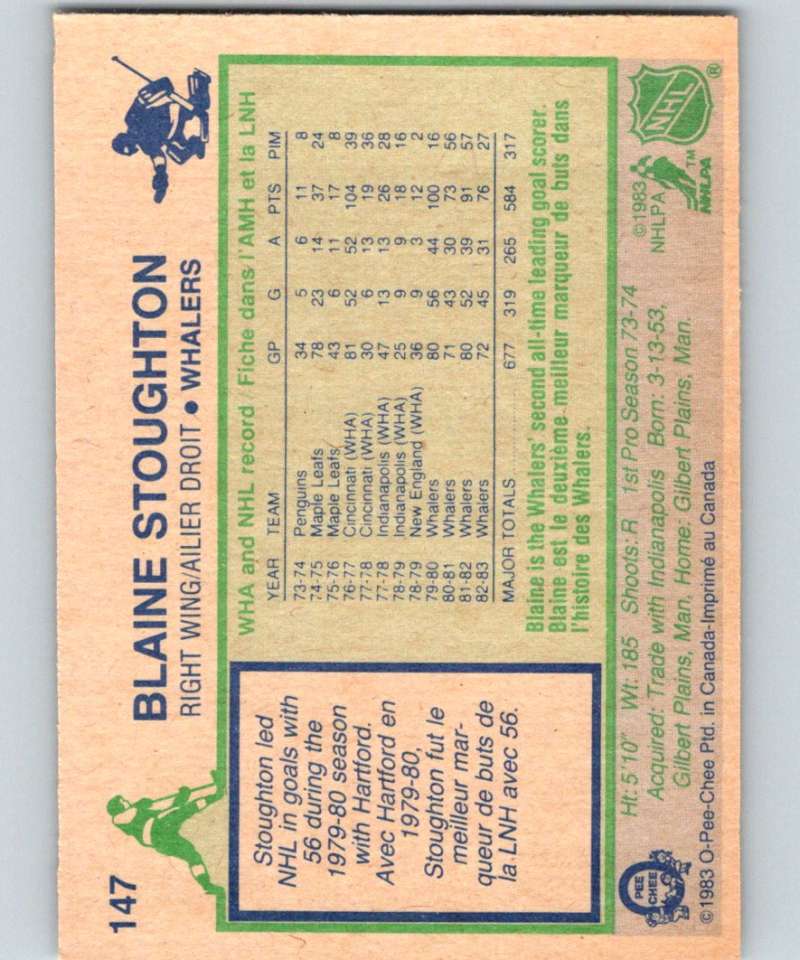 147
BLAINE STOUGHTON
RIGHT WING/AILIER DROIT • WHALERS
Stoughton led
NHL in goals with
56 during the
1979-80 season
with Hartford.
Avec Hartford en
1979-80,
Stoughton fut le
meilleur mar-
queur de buts de
la LNH avec 56.
WHA and NHL record / Fiche dans l'AMH et la LNH
YEAR TEAM GP G A PTS PIM
73-74 Penguins 34 5 6 11 8
74-75 Maple Leafs 78 23 14 37 24
75-76 Maple Leafs 43 6 11 17 8
76-77 Cincinnati (WHA) 81 52 52 104 39
77-78 Cincinnati (WHA) 30 6 13 19 36
77-78 Indianapolis (WHA) 47 13 13 26 28
78-79 Indianapolis (WHA) 25 9 9 18 16
78-79 New England (WHA) 36 9 3 12 2
79-80 Whalers 80 56 44 100 16
80-81 Whalers 71 43 30 73 56
81-82 Whalers 80 52 39 91 57
82-83 Whalers 72 45 31 76 27
MAJOR TOTALS 677 319 265 584 317
Blaine is the Whalers' second all-time leading goal scorer.
Blaine est le deuxième meilleur marqueur de buts dans
l'histoire des Whalers.
Ht: 5'10" Wt: 185 Shoots: R 1st Pro Season 73-74
Acquired: Trade with Indianapolis Born: 3-13-53,
Gilbert Plains, Man. Home: Gilbert Plains, Man.
©1983
NHLPA
NHLPA™
NHL®
PEE
CHEE
©1983 O-Pee-Chee Ptd. in Canada-Imprimé au Canada